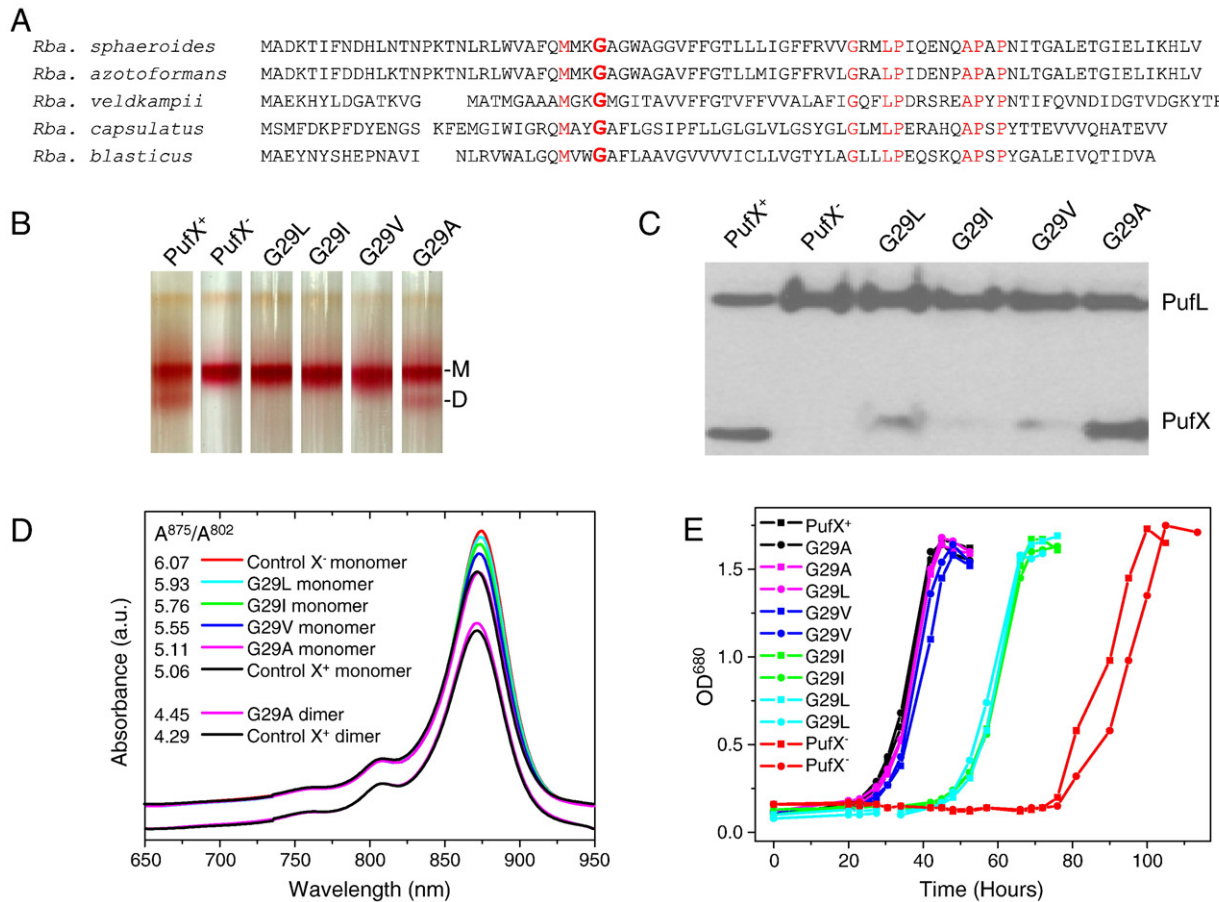 A
Rba. sphaeroides MADKTIFNDHLNTNPKTNLRLWVAFQMMKGAGWAGGVFFGTLLLIGFFRVVGRMLPIQENQAPAPNITGALETGIELIKHLV
Rba. azotoformans MADKTIFDDHLKTNPKTNLRLWVAFQMMKGAGWAGAVFFGTLLMIGFFRVLGRALPIDENPAPAPNLTGALETGIELIKHLV
Rba. veldkampii MAEKHYLDGATKVG MATMGAAAMGKGMGITAVVFFGTVFFVVALAFIGQFLPDRSREAPYPNTIFQVNDIDGTVDGKYTR
Rba. capsulatus MSMFDKPFDYENGS KFEMGIWIGRQMAYGAFLGSIPFLLGLGLVLGSYGLGLMLPERAHQAPSPYTTEVVVQHATEVV
Rba. blasticus MAEYNYSHEPNAVI NLRVWALGQMVWGAFLAAVGVVVVICLLVGTYLAGLLLPEQSKQAPSPYGALEIVQTIDVA
B
PufX+ PufX- G29L G29I G29V G29A
-M
-D
C
PufX+ PufX- G29L G29I G29V G29A
PufL
PufX
D
A875/A802
6.07 Control X- monomer
5.93 G29L monomer
5.76 G29I monomer
5.55 G29V monomer
5.11 G29A monomer
5.06 Control X+ monomer
4.45 G29A dimer
4.29 Control X+ dimer
Absorbance (a.u.)
650 700 750 800 850 900 950
Wavelength (nm)
E
PufX+
G29A
G29A
G29L
G29V
G29V
G29I
G29I
G29L
G29L
PufX-
PufX-
OD680
1.5
1.0
0.5
0.0
0 20 40 60 80 100
Time (Hours)